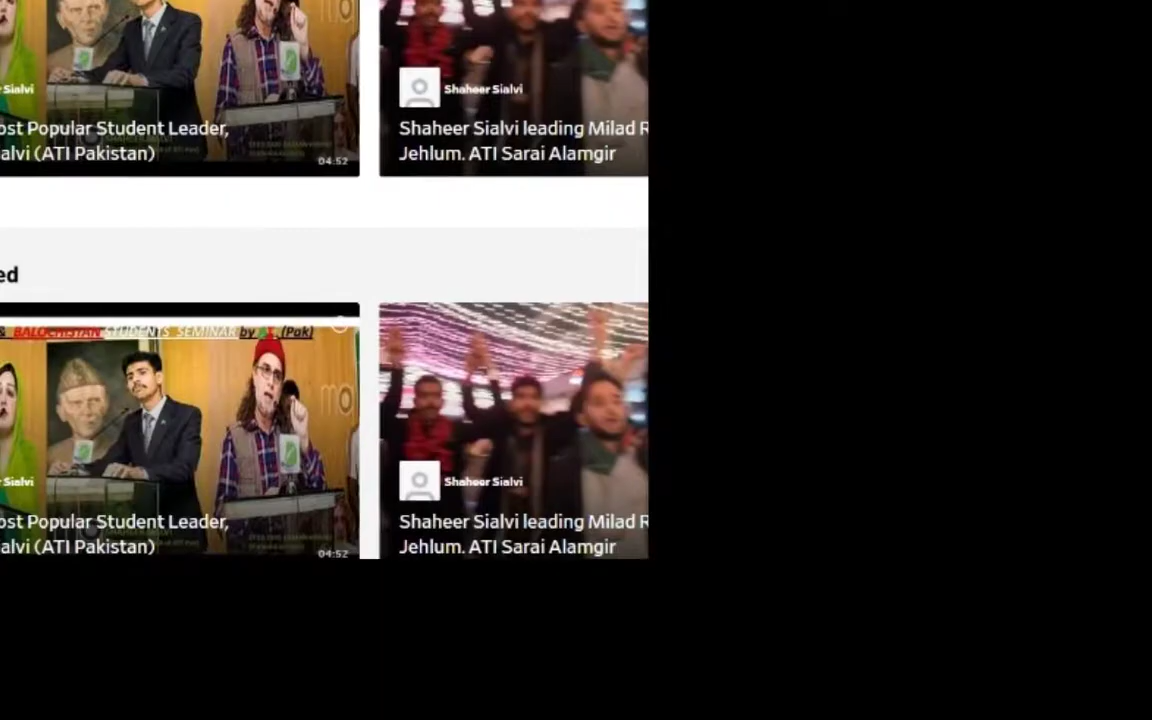 Sialvi
ost Popular Student Leader,
alvi (ATI Pakistan)
04:52
Shaheer Sialvi
Shaheer Sialvi leading Milad R
Jehlum. ATI Sarai Alamgir
ed
& BALOCHISTAN STUDENTS SEMINAR by (Pak)
Sialvi
ost Popular Student Leader,
alvi (ATI Pakistan)
04:52
Shaheer Sialvi
Shaheer Sialvi leading Milad R
Jehlum. ATI Sarai Alamgir